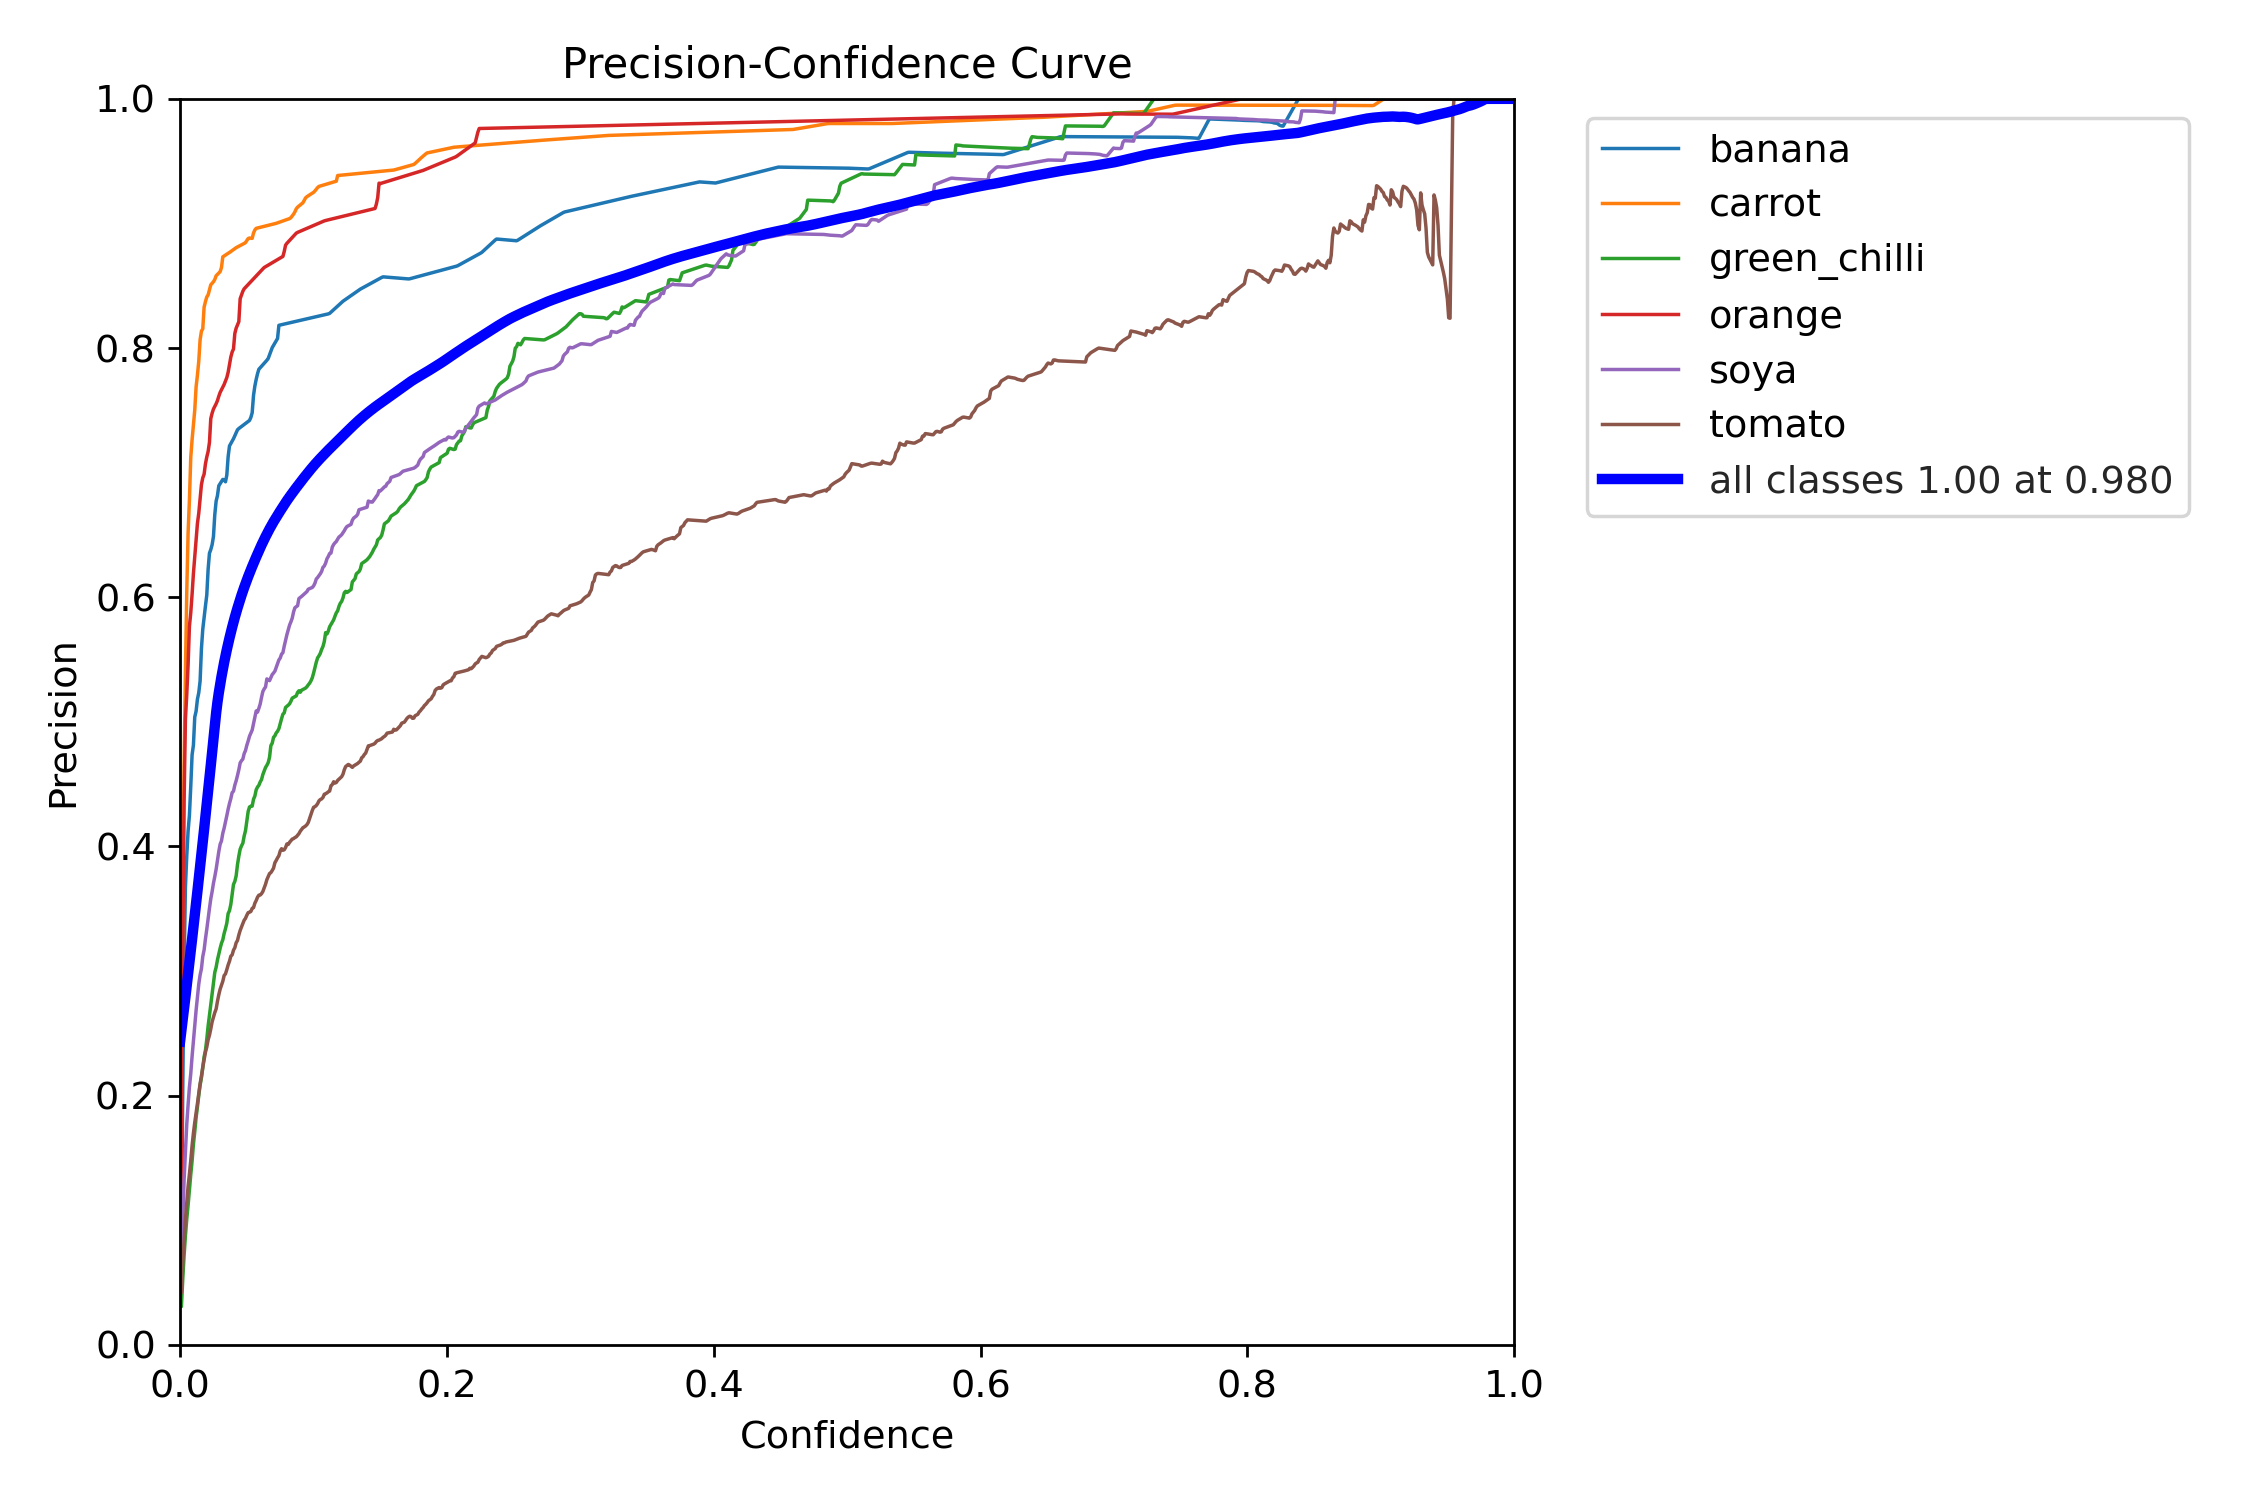 Precision-Confidence Curve
1.0
0.8
0.6
0.4
0.2
0.0
Precision
0.0 0.2 0.4 0.6 0.8 1.0
Confidence
banana
carrot
green_chilli
orange
soya
tomato
all classes 1.00 at 0.980